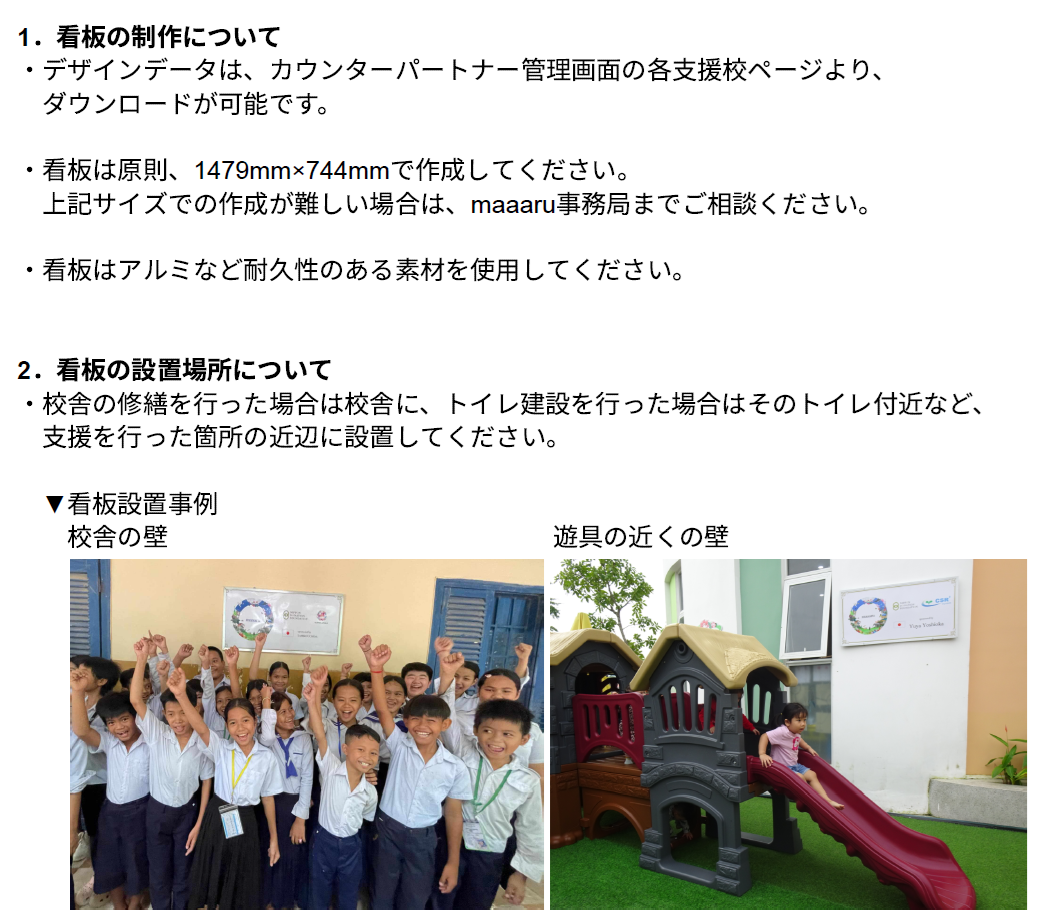 1．看板の制作について
・デザインデータは、カウンターパートナー管理画面の各支援校ページより、
ダウンロードが可能です。
・看板は原則、1479mm×744mmで作成してください。
上記サイズでの作成が難しい場合は、maaaru事務局までご相談ください。
・看板はアルミなど耐久性のある素材を使用してください。
2．看板の設置場所について
・校舎の修繕を行った場合は校舎に、トイレ建設を行った場合はそのトイレ付近など、
支援を行った箇所の近辺に設置してください。
▼看板設置事例
校舎の壁
遊具の近くの壁